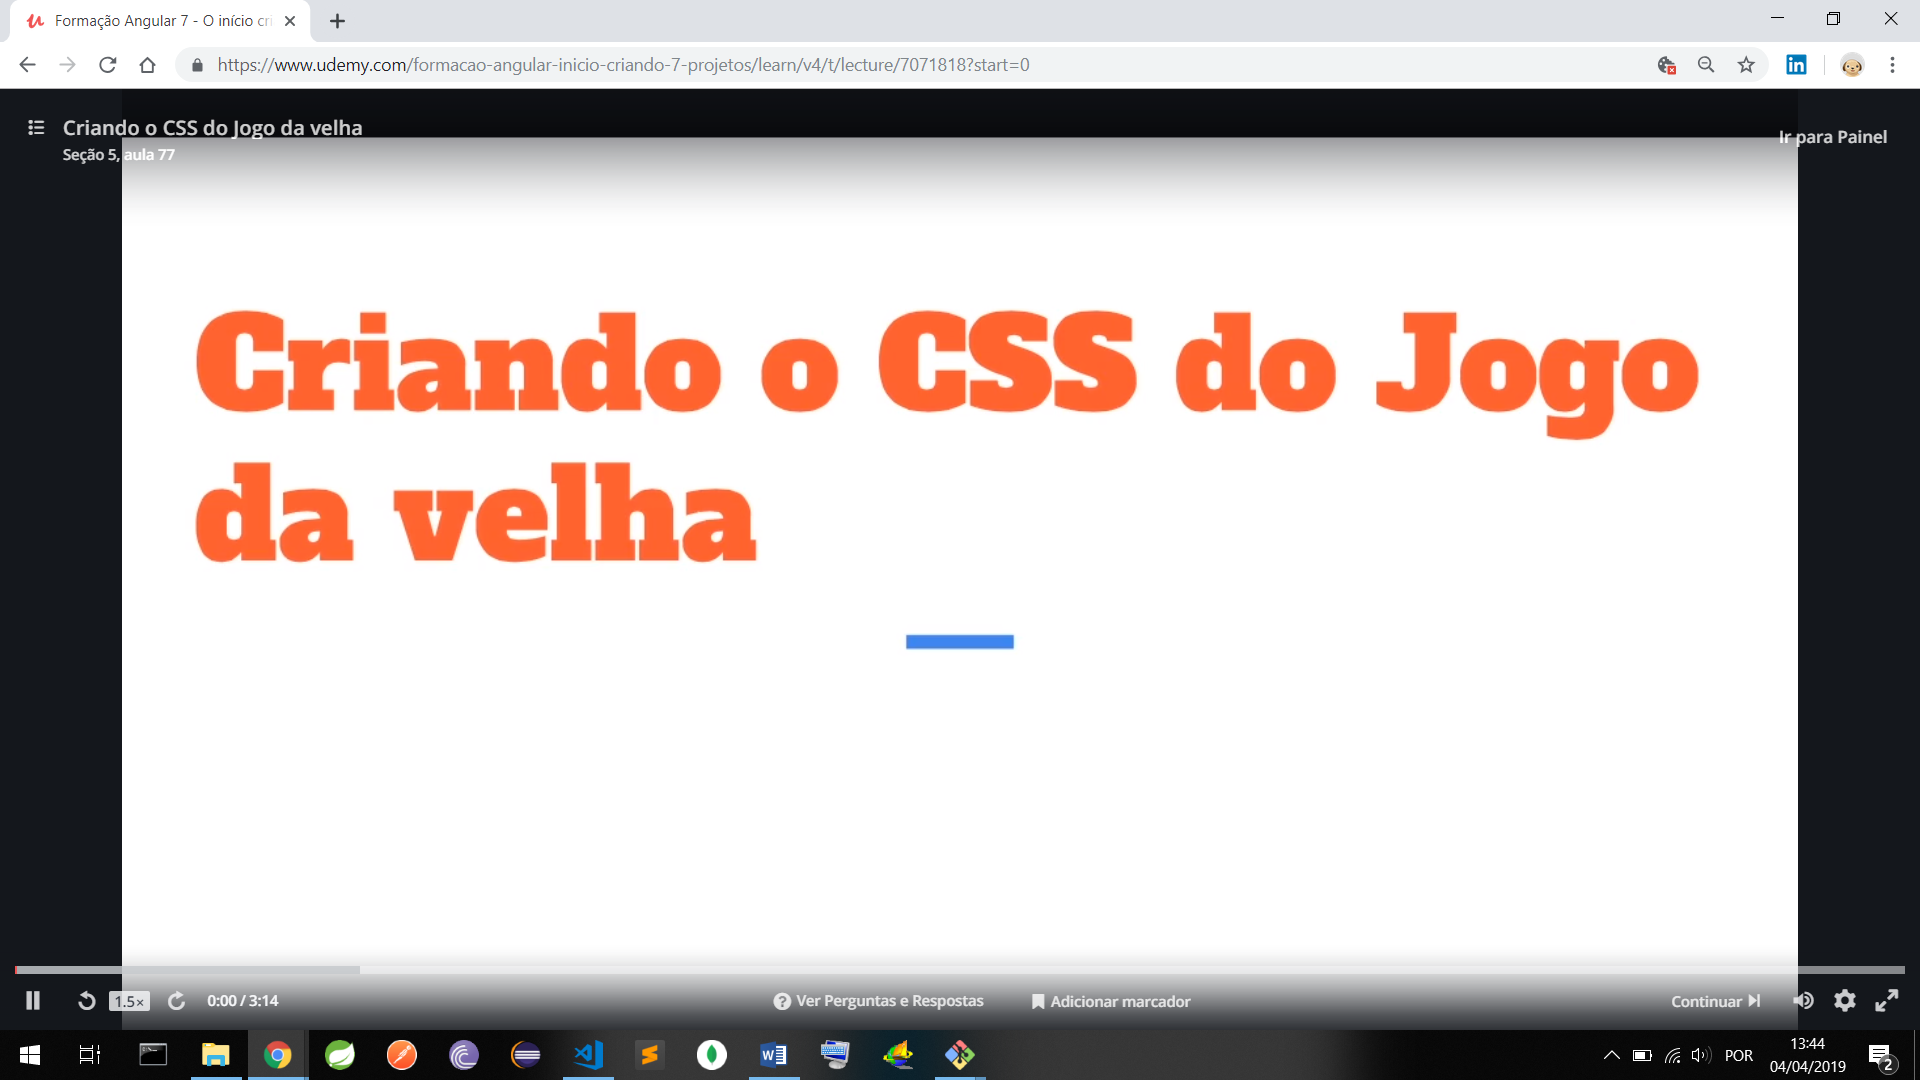 Formação Angular 7 - O início cri
https://www.udemy.com/formacao-angular-inicio-criando-7-projetos/learn/v4/t/lecture/7071818?start=0
Criando o CSS do Jogo da velha
Seção 5, aula 77
Ir para Painel
Criando o CSS do Jogo
da velha
1.5×
0:00 / 3:14
Ver Perguntas e Respostas
Adicionar marcador
Continuar
POR
13:44
04/04/2019
2